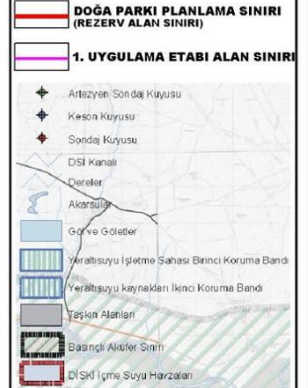 DOĞA PARKI PLANLAMA SINIRI
(REZERV ALAN SINIRI)
1. UYGULAMA ETABI ALAN SINIRI
Artezyen Sondaj Kuyusu
Keson Kuyusu
Sondaj Kuyusu
DSİ Kanalı
Dereler
Akarsular
Göl ve Göletler
Yeraltısuyu İşletme Sahası Birinci Koruma Bandı
Yeraltısuyu kaynakları İkinci Koruma Bandı
Taşkın Alanları
Basınçlı Aküfer Sınırı
DİSKİ İçme Suyu Havzaları